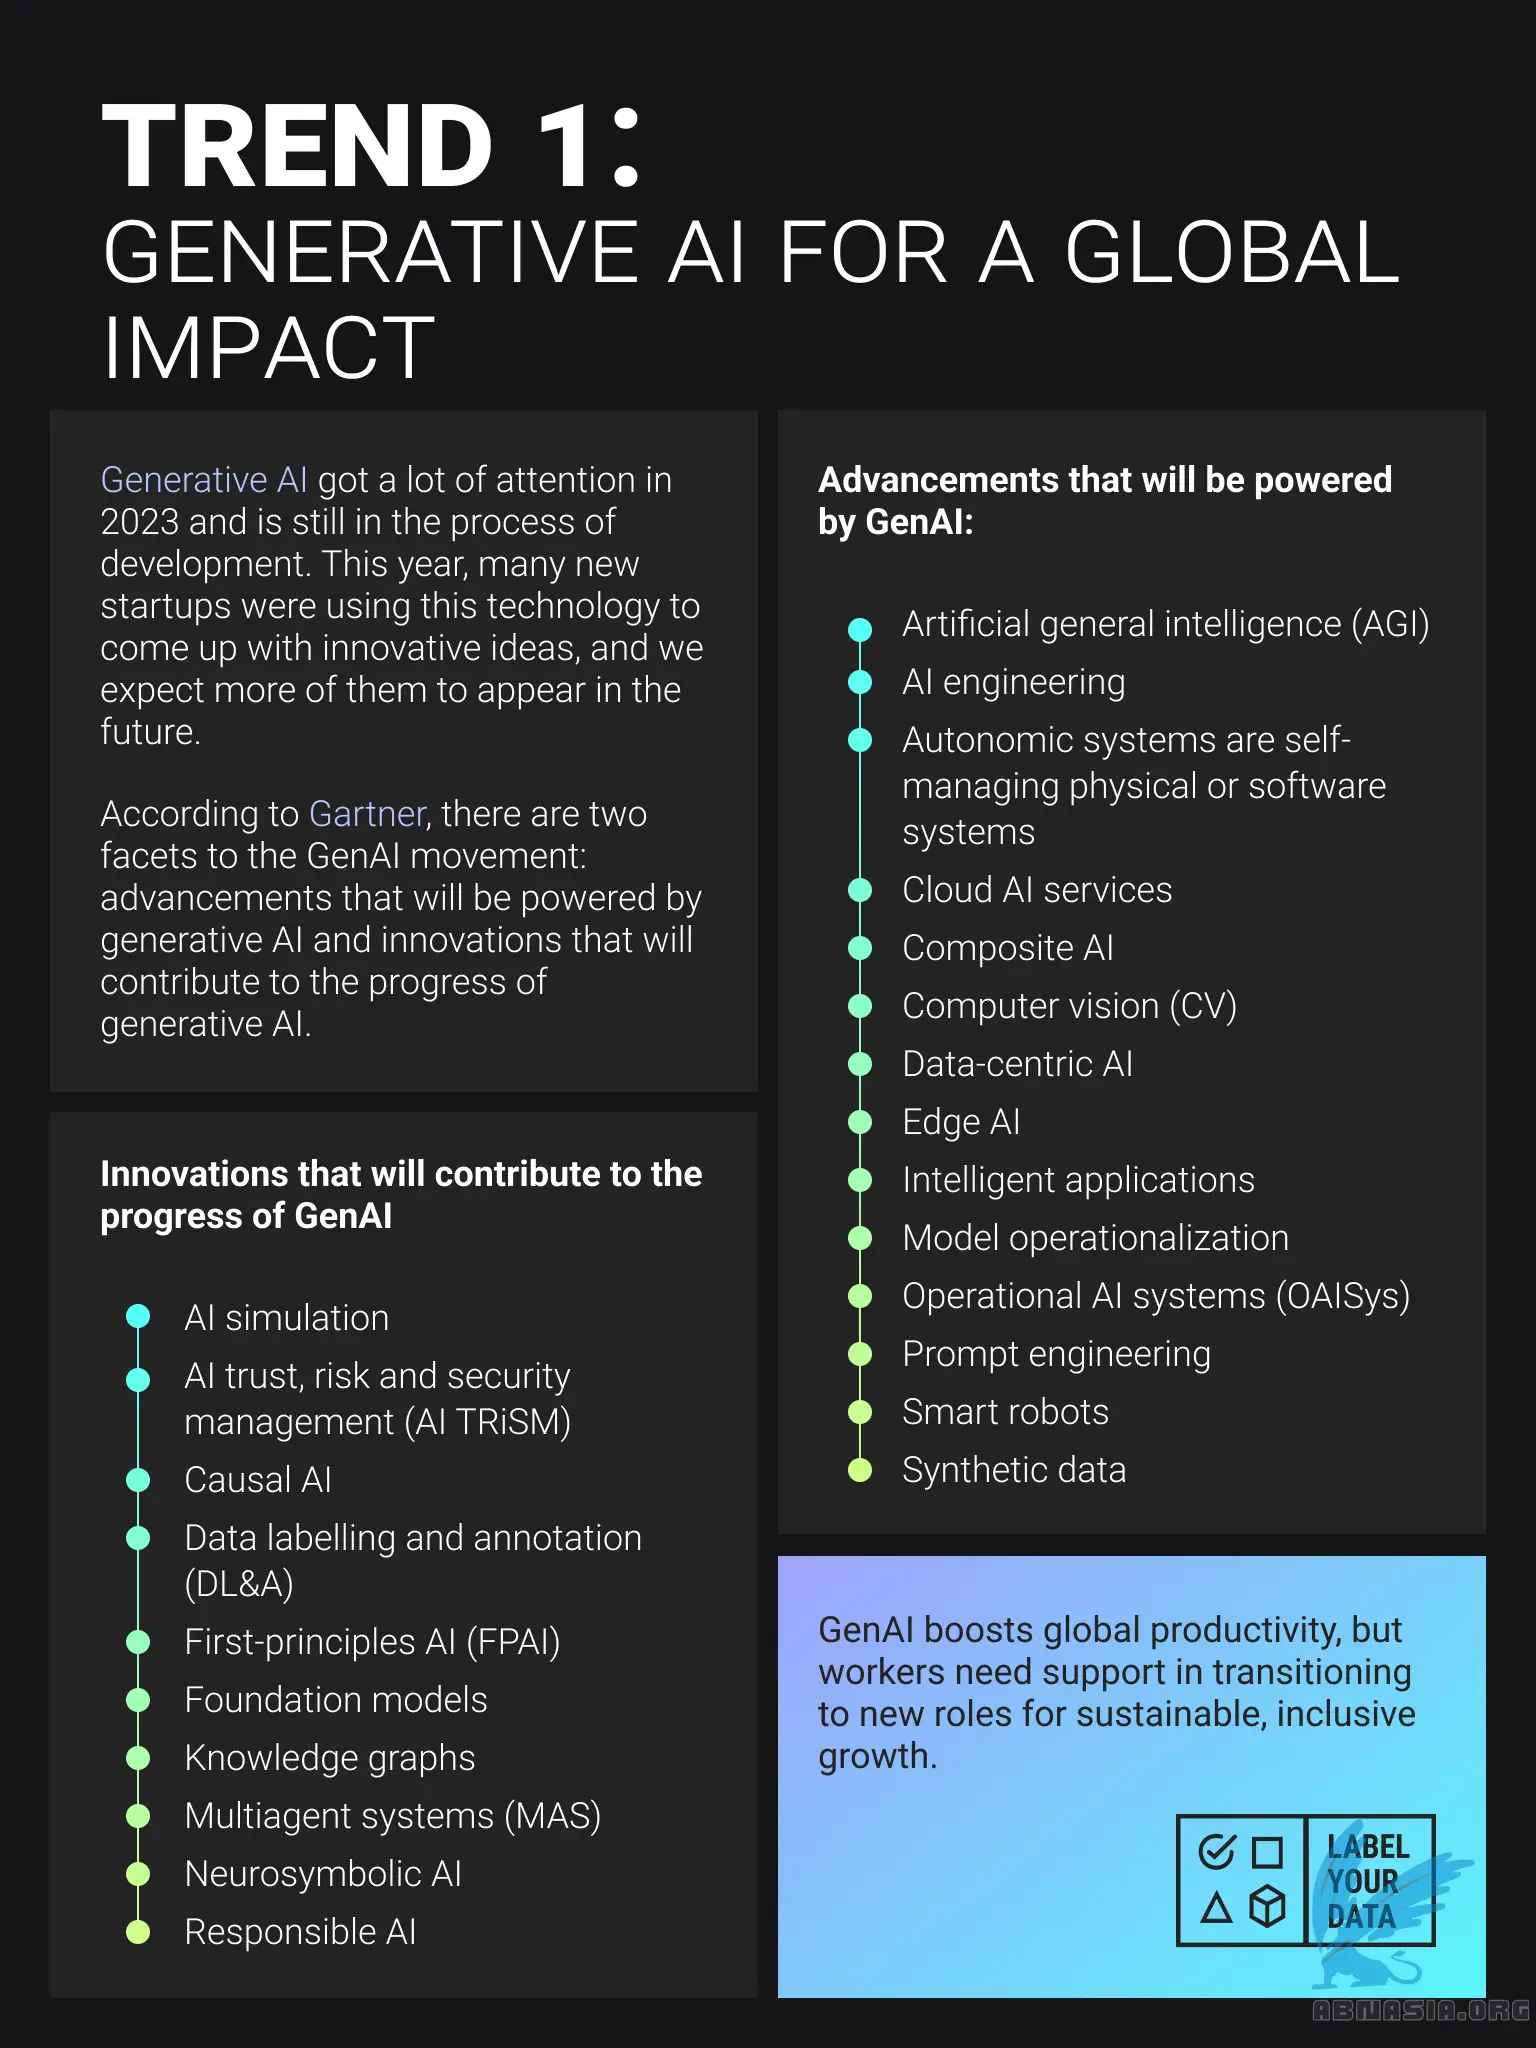 TREND 1:
GENERATIVE AI FOR A GLOBAL
IMPACT
Generative AI got a lot of attention in
2023 and is still in the process of
development. This year, many new
startups were using this technology to
come up with innovative ideas, and we
expect more of them to appear in the
future.
According to Gartner, there are two
facets to the GenAI movement:
advancements that will be powered by
generative AI and innovations that will
contribute to the progress of
generative AI.
Innovations that will contribute to the
progress of GenAI
AI simulation
AI trust, risk and security
management (AI TRiSM)
Causal AI
Data labelling and annotation
(DL&A)
First-principles AI (FPAI)
Foundation models
Knowledge graphs
Multiagent systems (MAS)
Neurosymbolic AI
Responsible AI
Advancements that will be powered
by GenAI:
Artificial general intelligence (AGI)
AI engineering
Autonomic systems are self-
managing physical or software
systems
Cloud AI services
Composite AI
Computer vision (CV)
Data-centric AI
Edge AI
Intelligent applications
Model operationalization
Operational AI systems (OAISys)
Prompt engineering
Smart robots
Synthetic data
GenAI boosts global productivity, but
workers need support in transitioning
to new roles for sustainable, inclusive
growth.
LABEL
YOUR
DATA
ABNASIA.ORG